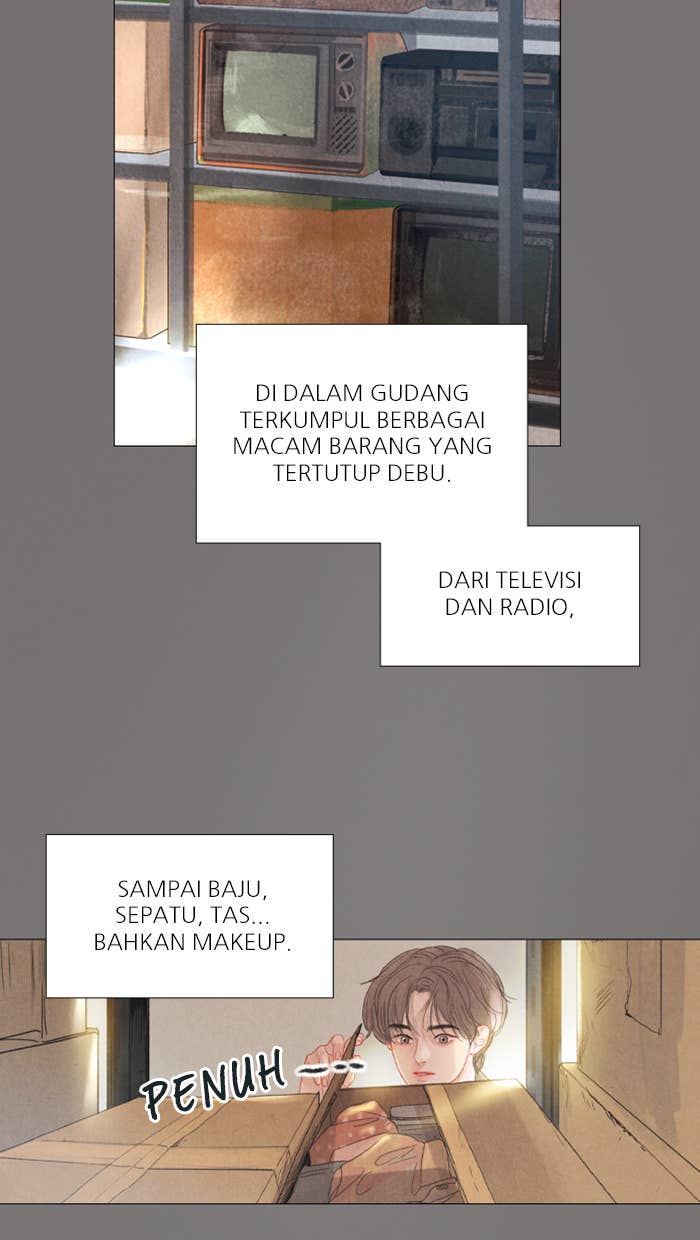 DI DALAM GUDANG
TERKUMPUL BERBAGAI
MACAM BARANG YANG
TERTUTUP DEBU.
DARI TELEVISI
DAN RADIO,
SAMPAI BAJU,
SEPATU, TAS...
BAHKAN MAKEUP.
PENUH